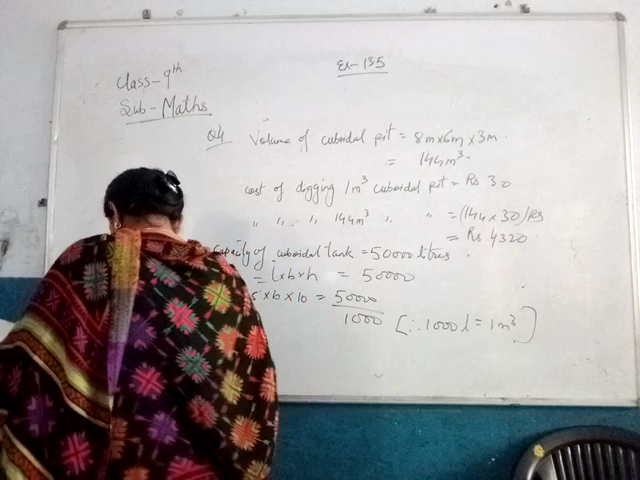 Ex-13.5
Class-9th
Sub-Maths
Q4 Volume of cuboidal pit = 8m×6m×3m.
= 144m³.
cost of digging 1m³ cuboidal pit = Rs 30
" " " 144m³ " " = (144×30) Rs
= Rs 4320
Capacity of cuboidal tank = 50000 litres.
= l×b×h = 50000
5×b×10 = 50000/1000 [∵ 1000 l = 1m³]